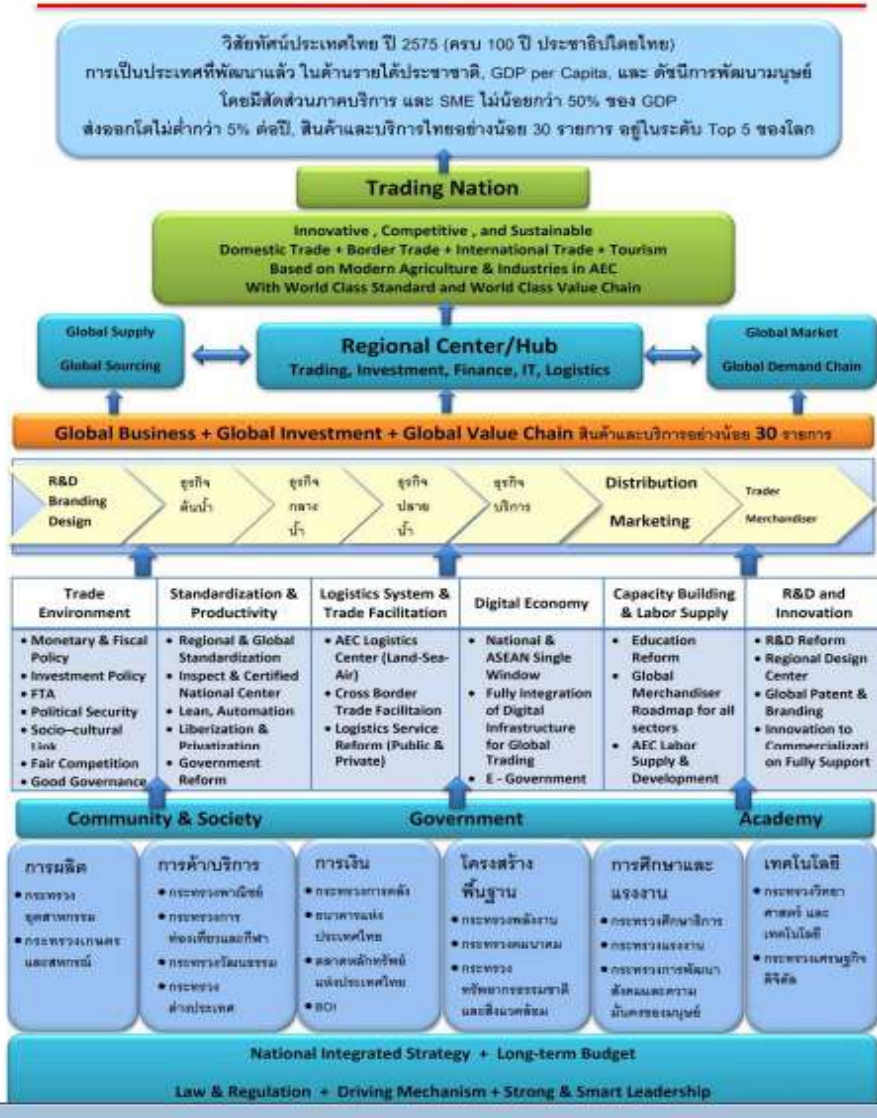 วิสัยทัศน์ประเทศไทย ปี 2575 (ครบ 100 ปี ประชาธิปไตยไทย)
การเป็นประเทศที่พัฒนาแล้ว ในด้านรายได้ประชาชาติ, GDP per Capita, และ ดัชนีการพัฒนามนุษย์
โดยมีสัดส่วนภาคบริการ และ SME ไม่น้อยกว่า 50% ของ GDP
ส่งออกโตไม่ต่ำกว่า 5% ต่อปี, สินค้าและบริการไทยอย่างน้อย 30 รายการ อยู่ในระดับ Top 5 ของโลก
Trading Nation
Innovative , Competitive , and Sustainable
Domestic Trade + Border Trade + International Trade + Tourism
Based on Modern Agriculture & Industries in AEC
With World Class Standard and World Class Value Chain
Global Supply
Global Sourcing
Regional Center/Hub
Trading, Investment, Finance, IT, Logistics
Global Market
Global Demand Chain
Global Business + Global Investment + Global Value Chain สินค้าและบริการอย่างน้อย 30 รายการ
R&D
Branding
Design
ธุรกิจ
ต้นน้ำ
ธุรกิจ
กลาง
น้ำ
ธุรกิจ
ปลาย
น้ำ
ธุรกิจ
บริการ
Distribution
Marketing
Trader
Merchandiser
Trade
Environment
• Monetary & Fiscal
Policy
• Investment Policy
• FTA
• Political Security
• Socio–cultural
Link
• Fair Competition
• Good Governance
Standardization &
Productivity
• Regional & Global
Standardization
• Inspect & Certified
National Center
• Lean, Automation
• Liberization &
Privatization
• Government
Reform
Logistics System &
Trade Facilitation
• AEC Logistics
Center (Land-Sea-
Air)
• Cross Border
Trade Facilitaion
• Logistics Service
Reform (Public &
Private)
Digital Economy
• National &
ASEAN Single
Window
• Fully Integration
of Digital
Infrastructure
for Global
Trading
• E - Government
Capacity Building
& Labor Supply
• Education
Reform
• Global
Merchandiser
Roadmap for all
sectors
• AEC Labor
Supply &
Development
R&D and
Innovation
• R&D Reform
• Regional Design
Center
• Global Patent &
Branding
• Innovation to
Commercializati
on Fully Support
Community & Society
Government
Academy
การผลิต
• กระทรวง
อุตสาหกรรม
• กระทรวงเกษตร
และสหกรณ์
การค้า/บริการ
• กระทรวงพาณิชย์
• กระทรวงการ
ท่องเที่ยวและกีฬา
• กระทรวงวัฒนธรรม
• กระทรวง
ต่างประเทศ
การเงิน
• กระทรวงการคลัง
• ธนาคารแห่ง
ประเทศไทย
• ตลาดหลักทรัพย์
แห่งประเทศไทย
• BOI
โครงสร้าง
พื้นฐาน
• กระทรวงพลังงาน
• กระทรวงคมนาคม
• กระทรวง
ทรัพยากรธรรมชาติ
และสิ่งแวดล้อม
การศึกษาและ
แรงงาน
• กระทรวงศึกษาธิการ
• กระทรวงแรงงาน
• กระทรวงการพัฒนา
สังคมและความ
มั่นคงของมนุษย์
เทคโนโลยี
• กระทรวงวิทยา
ศาสตร์ และ
เทคโนโลยี
• กระทรวงเศรษฐกิจ
ดิจิตัล
National Integrated Strategy + Long-term Budget
Law & Regulation + Driving Mechanism + Strong & Smart Leadership